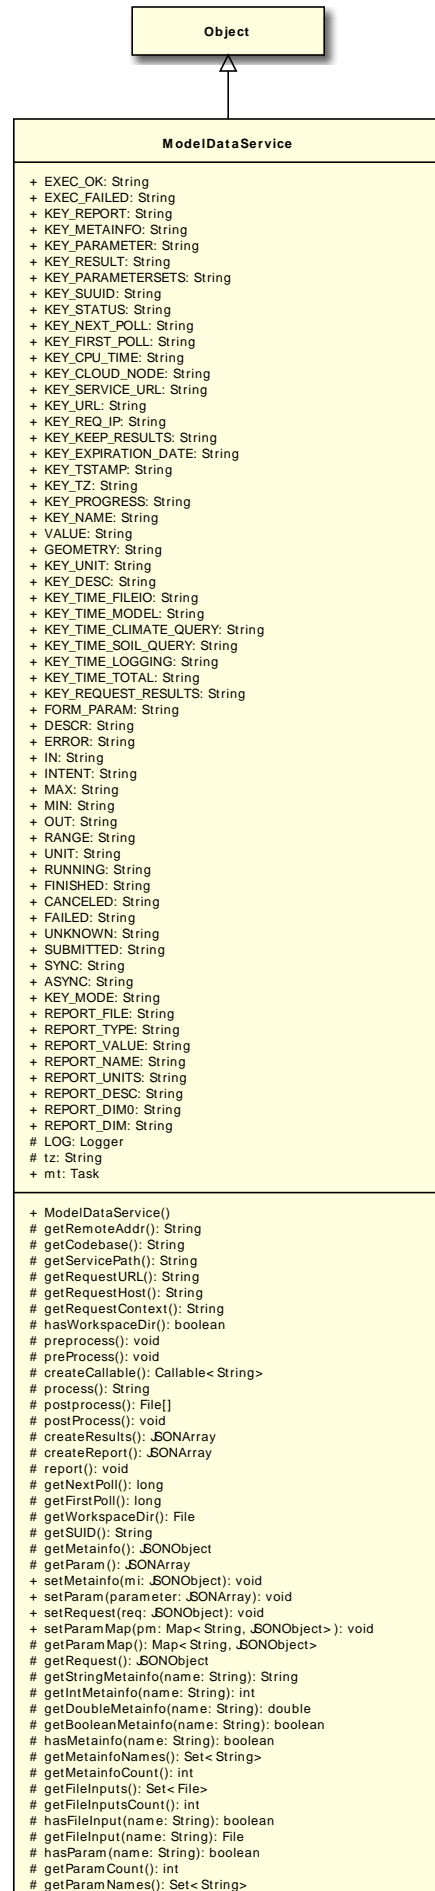 Object
ModelDataService
+ EXEC_OK: String
+ EXEC_FAILED: String
+ KEY_REPORT: String
+ KEY_METAINFO: String
+ KEY_PARAMETER: String
+ KEY_RESULT: String
+ KEY_PARAMETERSETS: String
+ KEY_SUUID: String
+ KEY_STATUS: String
+ KEY_NEXT_POLL: String
+ KEY_FIRST_POLL: String
+ KEY_CPU_TIME: String
+ KEY_CLOUD_NODE: String
+ KEY_SERVICE_URL: String
+ KEY_URL: String
+ KEY_REQ_IP: String
+ KEY_KEEP_RESULTS: String
+ KEY_EXPIRATION_DATE: String
+ KEY_TSTAMP: String
+ KEY_TZ: String
+ KEY_PROGRESS: String
+ KEY_NAME: String
+ VALUE: String
+ GEOMETRY: String
+ KEY_UNIT: String
+ KEY_DESC: String
+ KEY_TIME_FILEIO: String
+ KEY_TIME_MODEL: String
+ KEY_TIME_CLIMATE_QUERY: String
+ KEY_TIME_SOIL_QUERY: String
+ KEY_TIME_LOGGING: String
+ KEY_TIME_TOTAL: String
+ KEY_REQUEST_RESULTS: String
+ FORM_PARAM: String
+ DESCR: String
+ ERROR: String
+ IN: String
+ INTENT: String
+ MAX: String
+ MIN: String
+ OUT: String
+ RANGE: String
+ UNIT: String
+ RUNNING: String
+ FINISHED: String
+ CANCELED: String
+ FAILED: String
+ UNKNOWN: String
+ SUBMITTED: String
+ SYNC: String
+ ASYNC: String
+ KEY_MODE: String
+ REPORT_FILE: String
+ REPORT_TYPE: String
+ REPORT_VALUE: String
+ REPORT_NAME: String
+ REPORT_UNITS: String
+ REPORT_DESC: String
+ REPORT_DIM0: String
+ REPORT_DIM: String
# LOG: Logger
# tz: String
+ mt: Task
+ ModelDataService()
# getRemoteAddr(): String
# getCodebase(): String
# getServicePath(): String
# getRequestURL(): String
# getRequestHost(): String
# getRequestContext(): String
# hasWorkspaceDir(): boolean
# preprocess(): void
# preProcess(): void
# createCallable(): Callable<String>
# process(): String
# postprocess(): File[]
# postProcess(): void
# createResults(): JSONArray
# createReport(): JSONArray
# report(): void
# getNextPoll(): long
# getFirstPoll(): long
# getWorkspaceDir(): File
# getSUID(): String
# getMetainfo(): JSONObject
# getParam(): JSONArray
+ setMetainfo(mi: JSONObject): void
+ setParam(parameter: JSONArray): void
+ setRequest(req: JSONObject): void
+ setParamMap(pm: Map<String, JSONObject>): void
# getParamMap(): Map<String, JSONObject>
# getRequest(): JSONObject
# getStringMetainfo(name: String): String
# getIntMetainfo(name: String): int
# getDoubleMetainfo(name: String): double
# getBooleanMetainfo(name: String): boolean
# hasMetainfo(name: String): boolean
# getMetainfoNames(): Set<String>
# getMetainfoCount(): int
# getFileInputs(): Set<File>
# getFileInputsCount(): int
# hasFileInput(name: String): boolean
# getFileInput(name: String): File
# hasParam(name: String): boolean
# getParamCount(): int
# getParamNames(): Set<String>